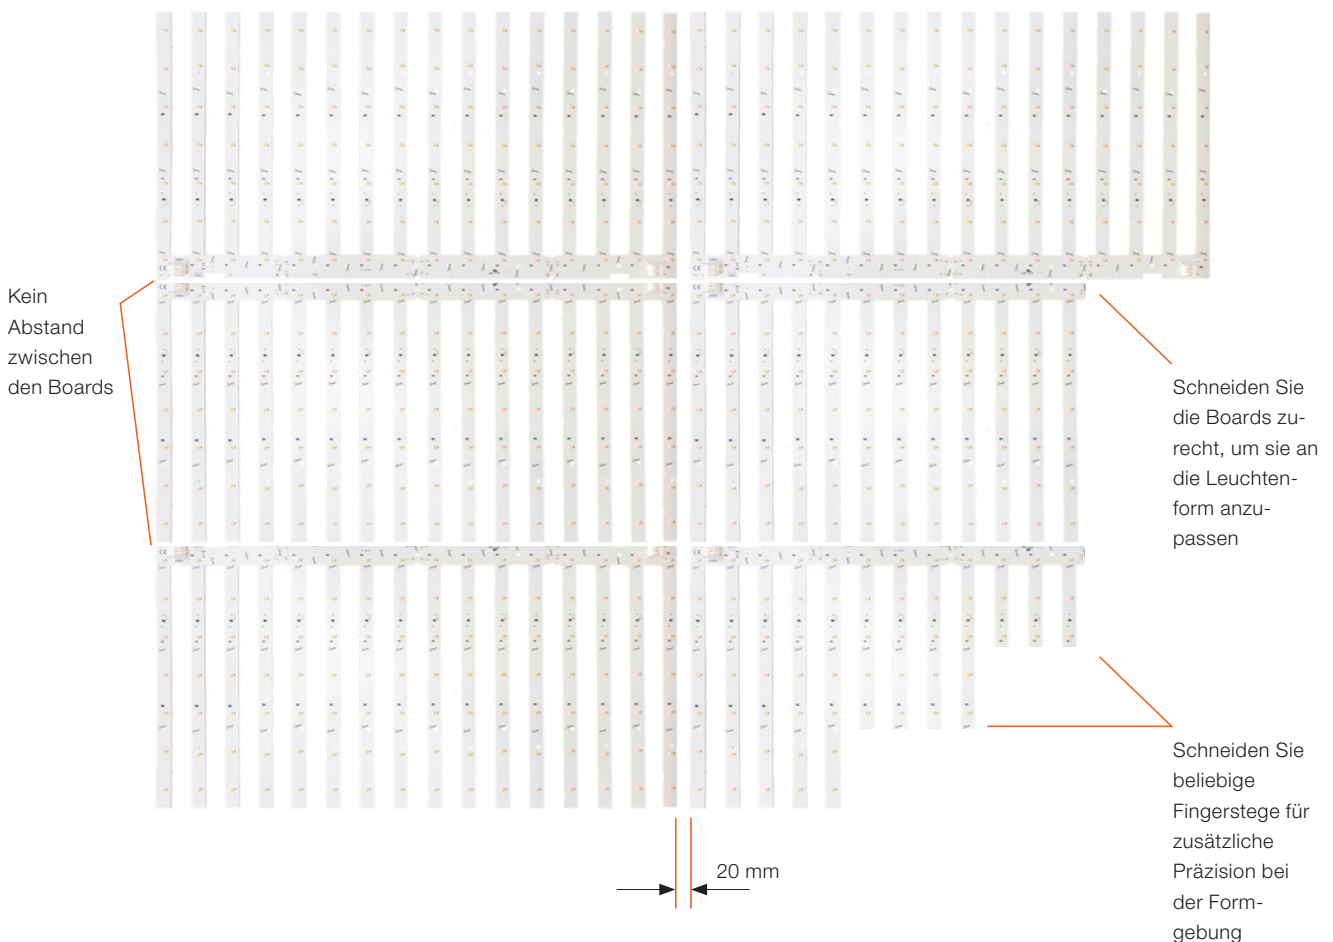 Kein
Abstand
zwischen
den Boards
Schneiden Sie
die Boards zu-
recht, um sie an
die Leuchten-
form anzu-
passen
Schneiden Sie
beliebige
Fingerstege für
zusätzliche
Präzision bei
der Form-
gebung
20 mm